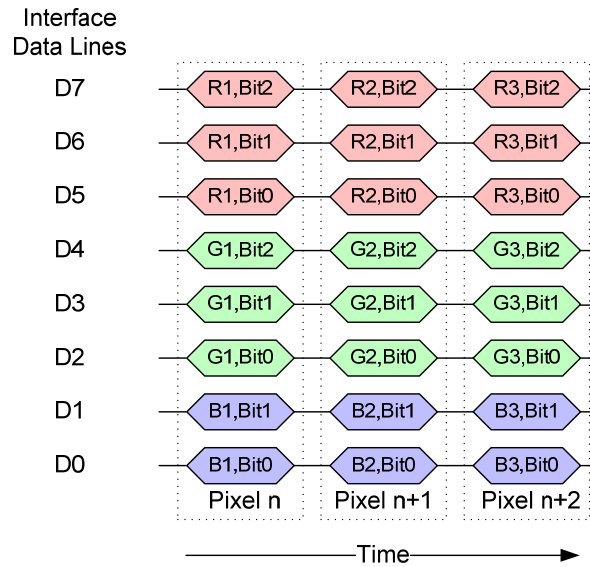 Interface
Data Lines
D7 R1,Bit2 R2,Bit2 R3,Bit2
D6 R1,Bit1 R2,Bit1 R3,Bit1
D5 R1,Bit0 R2,Bit0 R3,Bit0
D4 G1,Bit2 G2,Bit2 G3,Bit2
D3 G1,Bit1 G2,Bit1 G3,Bit1
D2 G1,Bit0 G2,Bit0 G3,Bit0
D1 B1,Bit1 B2,Bit1 B3,Bit1
D0 B1,Bit0 B2,Bit0 B3,Bit0
Pixel n Pixel n+1 Pixel n+2
Time